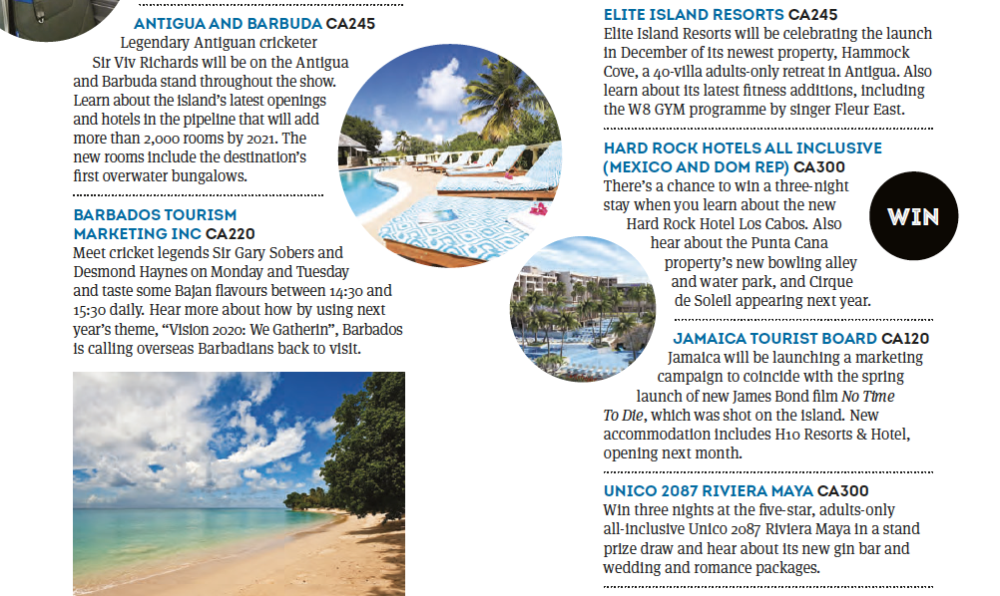 ANTIGUA AND BARBUDA CA245
Legendary Antiguan cricketer
Sir Viv Richards will be on the Antigua
and Barbuda stand throughout the show.
Learn about the island's latest openings
and hotels in the pipeline that will add
more than 2,000 rooms by 2021. The
new rooms include the destination's
first overwater bungalows.
BARBADOS TOURISM
MARKETING INC CA220
Meet cricket legends Sir Gary Sobers and
Desmond Haynes on Monday and Tuesday
and taste some Bajan flavours between 14:30 and
15:30 daily. Hear more about how by using next
year's theme, “Vision 2020: We Gatherin”, Barbados
is calling overseas Barbadians back to visit.
ELITE ISLAND RESORTS CA245
Elite Island Resorts will be celebrating the launch
in December of its newest property, Hammock
Cove, a 40-villa adults-only retreat in Antigua. Also
learn about its latest fitness additions, including
the W8 GYM programme by singer Fleur East.
HARD ROCK HOTELS ALL INCLUSIVE
(MEXICO AND DOM REP) CA300
There's a chance to win a three-night
stay when you learn about the new
Hard Rock Hotel Los Cabos. Also
hear about the Punta Cana
property's new bowling alley
and water park, and Cirque
de Soleil appearing next year.
WIN
JAMAICA TOURIST BOARD CA120
Jamaica will be launching a marketing
campaign to coincide with the spring
launch of new James Bond film No Time
To Die, which was shot on the island. New
accommodation includes H10 Resorts & Hotel,
opening next month.
UNICO 2087 RIVIERA MAYA CA300
Win three nights at the five-star, adults-only
all-inclusive Unico 2087 Riviera Maya in a stand
prize draw and hear about its new gin bar and
wedding and romance packages.